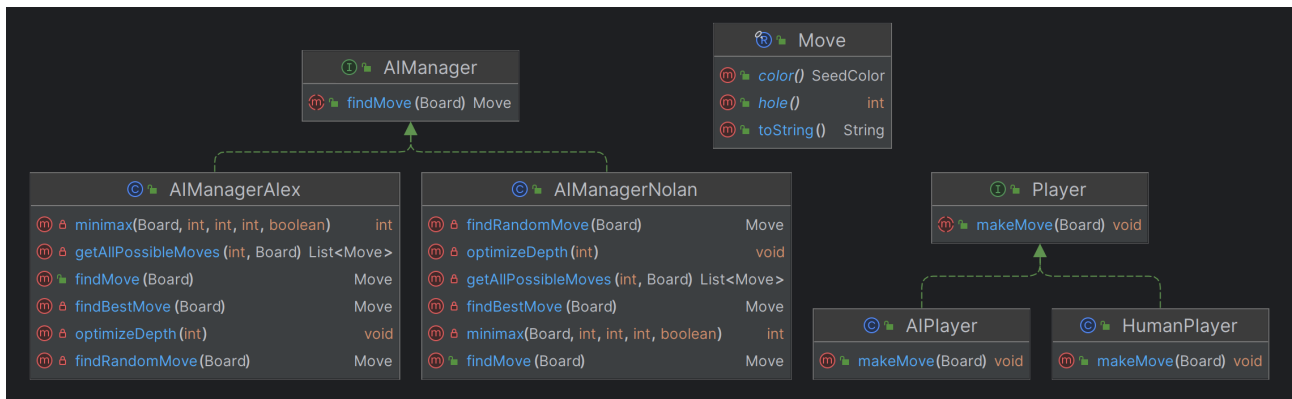 AIManager
findMove(Board) Move
Move
color() SeedColor
hole() int
toString() String
AIManagerAlex
minimax(Board, int, int, int, boolean) int
getAllPossibleMoves(int, Board) List<Move>
findMove(Board) Move
findBestMove(Board) Move
optimizeDepth(int) void
findRandomMove(Board) Move
AIManagerNolan
findRandomMove(Board) Move
optimizeDepth(int) void
getAllPossibleMoves(int, Board) List<Move>
findBestMove(Board) Move
minimax(Board, int, int, int, boolean) int
findMove(Board) Move
Player
makeMove(Board) void
AIPlayer
makeMove(Board) void
HumanPlayer
makeMove(Board) void